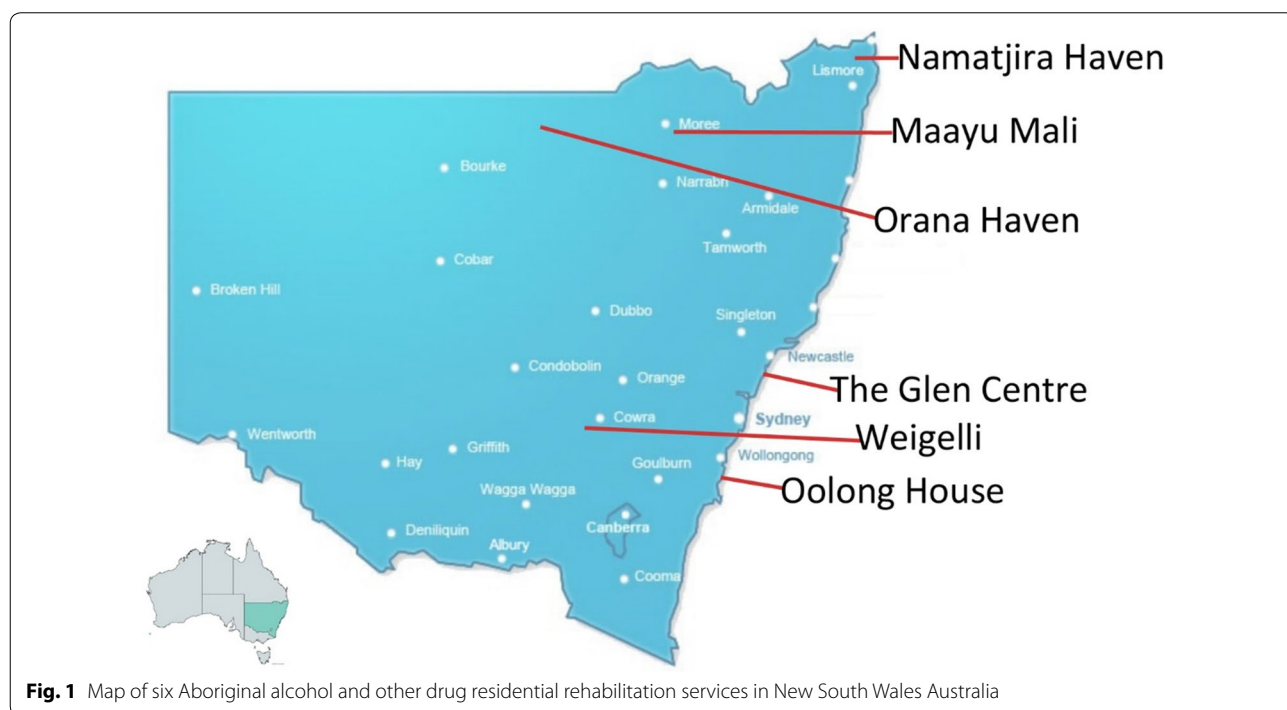 Namatjira Haven
Lismore
Maayu Mali
Moree
Bourke
Narrabri
Armidale
Orana Haven
Tamworth
Cobar
Broken Hill
Dubbo
Singleton
Newcastle
Condobolin
Orange
The Glen Centre
Cowra
Sydney
Wentworth
Weigelli
Griffith
Wollongong
Hay
Goulburn
Wagga Wagga
Oolong House
Deniliquin
Canberra
Albury
Cooma
Fig. 1 Map of six Aboriginal alcohol and other drug residential rehabilitation services in New South Wales Australia